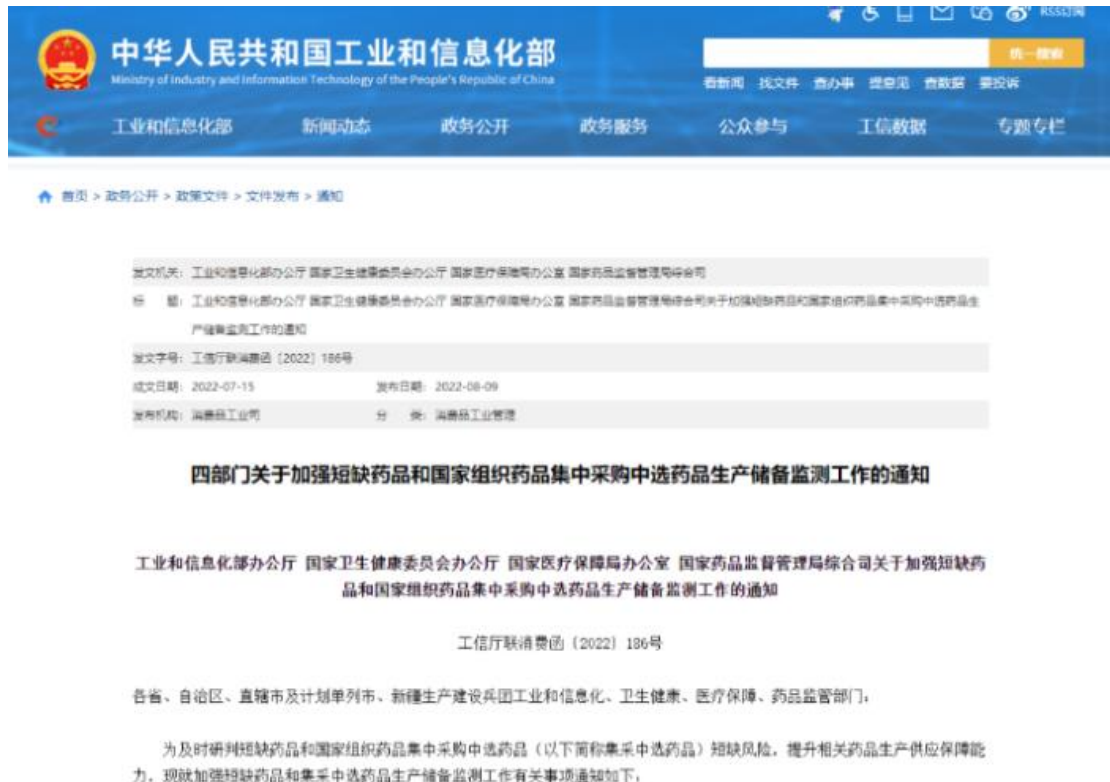 RSS订阅
中华人民共和国工业和信息化部
Ministry of Industry and Information Technology of the People's Republic of China
统一搜索
看新闻 找文件 查办事 提意见 查数据 要投诉
工业和信息化部 新闻动态 政务公开 政务服务 公众参与 工信数据 专题专栏
首页 > 政务公开 > 政策文件 > 文件发布 > 通知
发文机关: 工业和信息化部办公厅 国家卫生健康委员会办公厅 国家医疗保障局办公室 国家药品监督管理局综合司
标 题: 工业和信息化部办公厅 国家卫生健康委员会办公厅 国家医疗保障局办公室 国家药品监督管理局综合司关于加强短缺药品和国家组织药品集中采购中选药品生
产储备监测工作的通知
发文字号: 工信厅联消费函〔2022〕186号
成文日期: 2022-07-15 发布日期: 2022-08-09
发布机构: 消费品工业司 分 类: 消费品工业管理
四部门关于加强短缺药品和国家组织药品集中采购中选药品生产储备监测工作的通知
工业和信息化部办公厅 国家卫生健康委员会办公厅 国家医疗保障局办公室 国家药品监督管理局综合司关于加强短缺药
品和国家组织药品集中采购中选药品生产储备监测工作的通知
工信厅联消费函〔2022〕186号
各省、自治区、直辖市及计划单列市、新疆生产建设兵团工业和信息化、卫生健康、医疗保障、药品监管部门:
为及时研判短缺药品和国家组织药品集中采购中选药品(以下简称集采中选药品)短缺风险,提升相关药品生产供应保障能
力,现就加强短缺药品和集采中选药品生产储备监测工作有关事项通知如下: